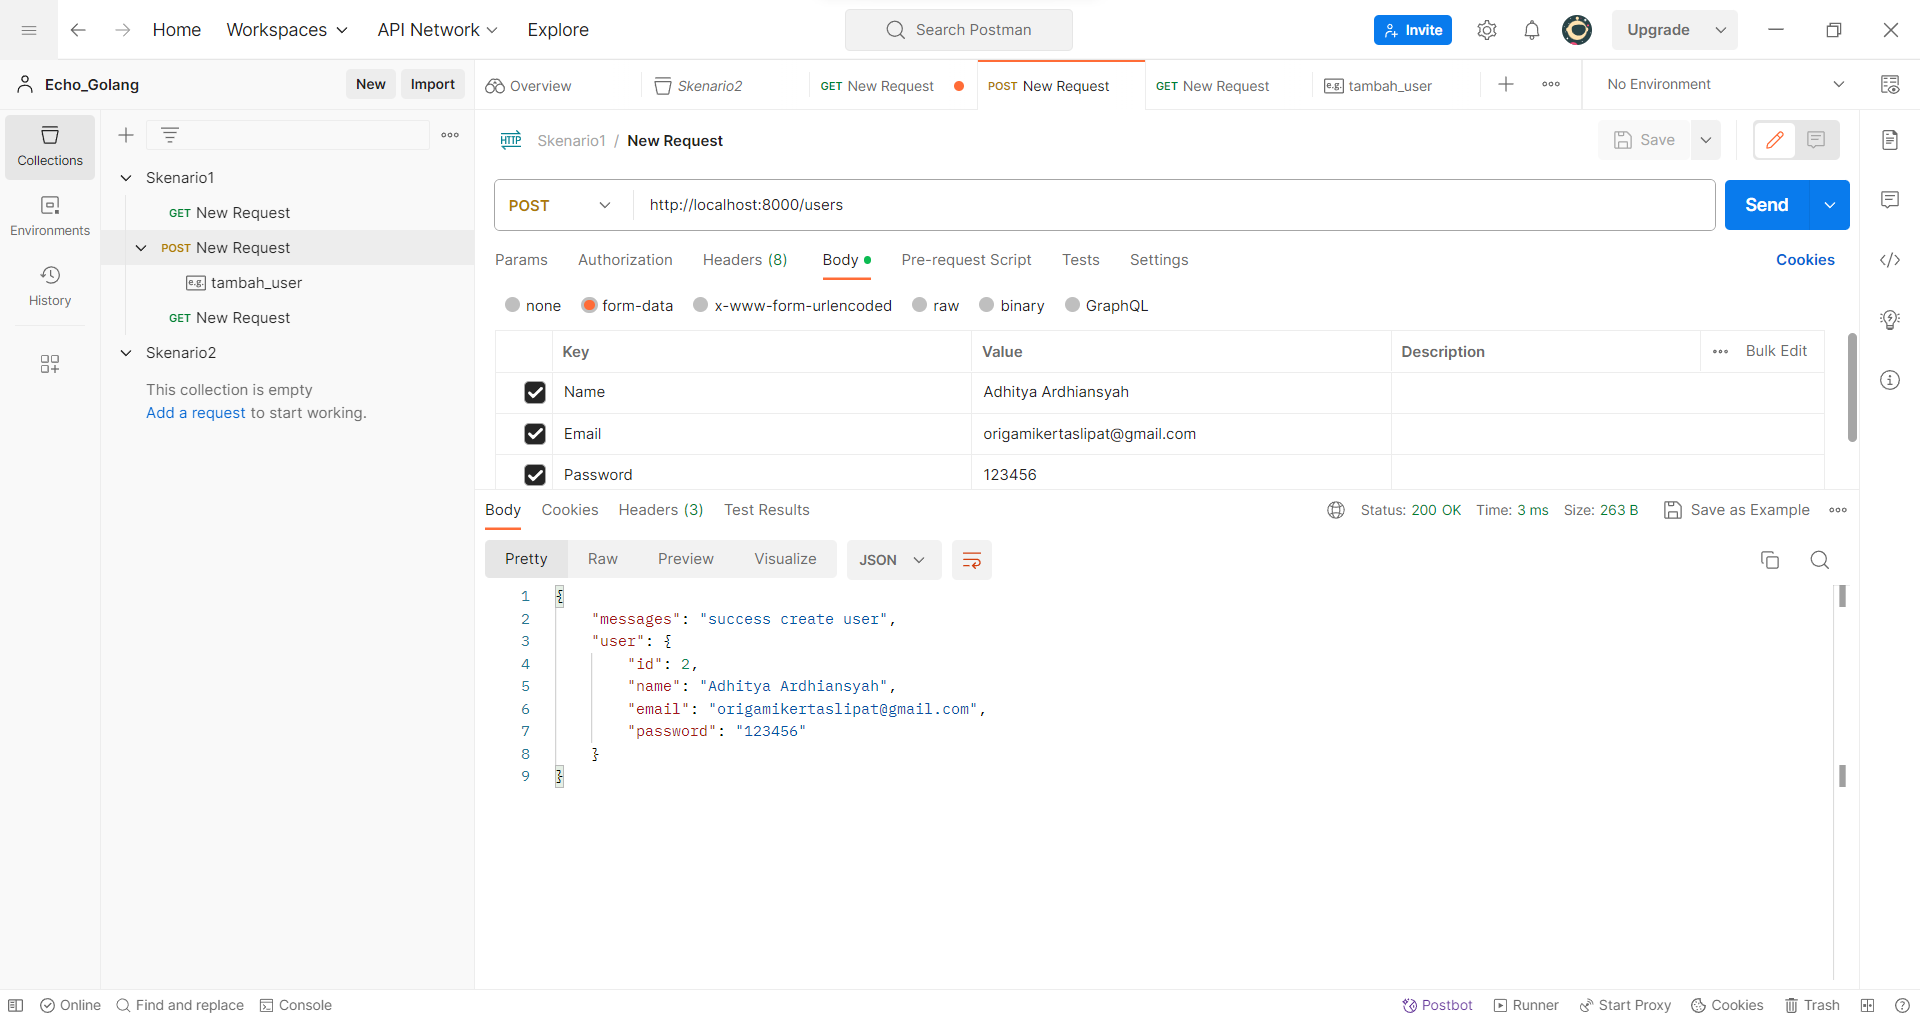 Home Workspaces API Network Explore Search Postman Invite Upgrade
Echo_Golang New Import Overview Skenario2 GET New Request POST New Request GET New Request e.g. tambah_user No Environment
Collections
Environments
History
Skenario1
GET New Request
POST New Request
e.g. tambah_user
GET New Request
Skenario2
This collection is empty
Add a request to start working.
HTTP Skenario1 / New Request Save
POST http://localhost:8000/users Send
Params Authorization Headers (8) Body Pre-request Script Tests Settings Cookies
none form-data x-www-form-urlencoded raw binary GraphQL
Key Value Description Bulk Edit
Name Adhitya Ardhiansyah
Email origamikertaslipat@gmail.com
Password 123456
Body Cookies Headers (3) Test Results Status: 200 OK Time: 3 ms Size: 263 B Save as Example
Pretty Raw Preview Visualize JSON
1 {
2 "messages": "success create user",
3 "user": {
4 "id": 2,
5 "name": "Adhitya Ardhiansyah",
6 "email": "origamikertaslipat@gmail.com",
7 "password": "123456"
8 }
9 }
Online Find and replace Console Postbot Runner Start Proxy Cookies Trash